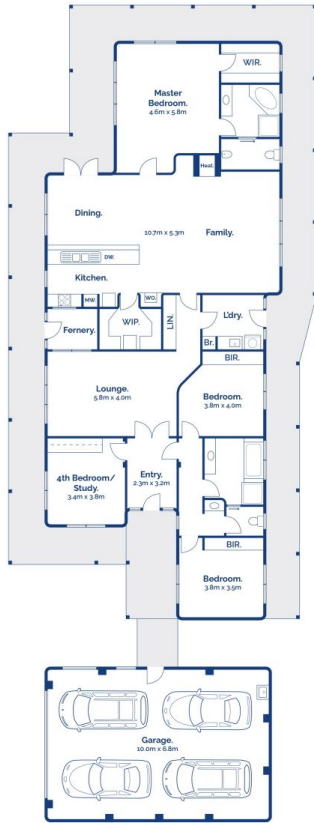 WIR.
Master
Bedroom.
4.6m x 5.8m
Heat.
Dining.
10.7m x 5.3m
Family.
DW.
Kitchen.
MW.
WO.
Fernery.
WIP.
LIN.
L'dry.
Br.
BIR.
Lounge.
5.8m x 4.0m
Bedroom.
3.8m x 4.0m
4th Bedroom/
Study.
3.4m x 3.8m
Entry.
2.3m x 3.2m
BIR.
Bedroom.
3.8m x 3.5m
Garage.
10.0m x 6.8m